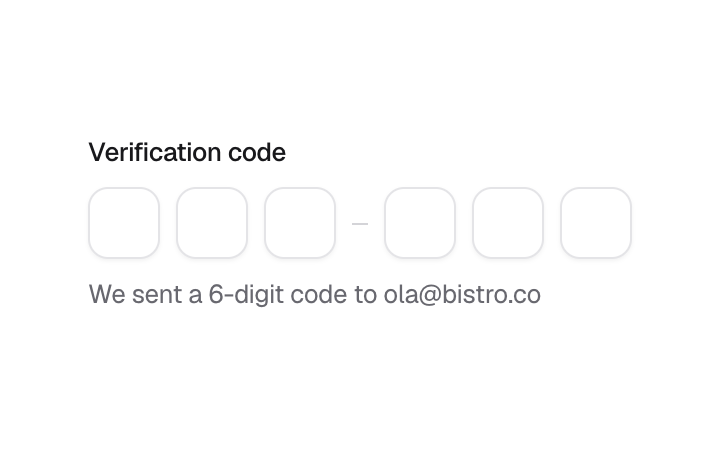 Verification code
–
We sent a 6-digit code to ola@bistro.co